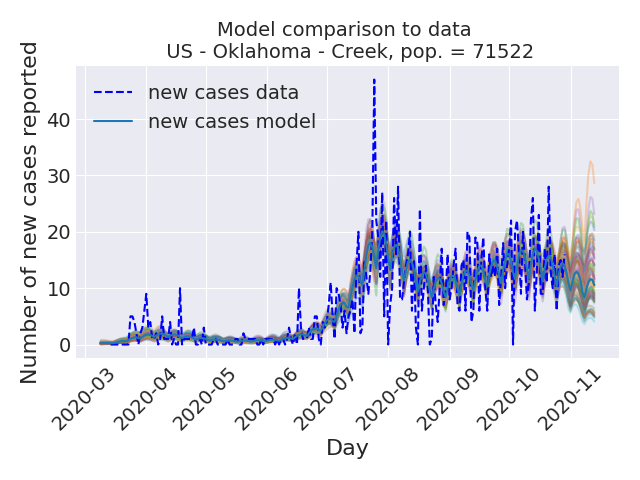 Model comparison to data
US - Oklahoma - Creek, pop. = 71522
new cases data
new cases model
Number of new cases reported
40
30
20
10
0
2020-03
2020-04
2020-05
2020-06
2020-07
2020-08
2020-09
2020-10
2020-11
Day